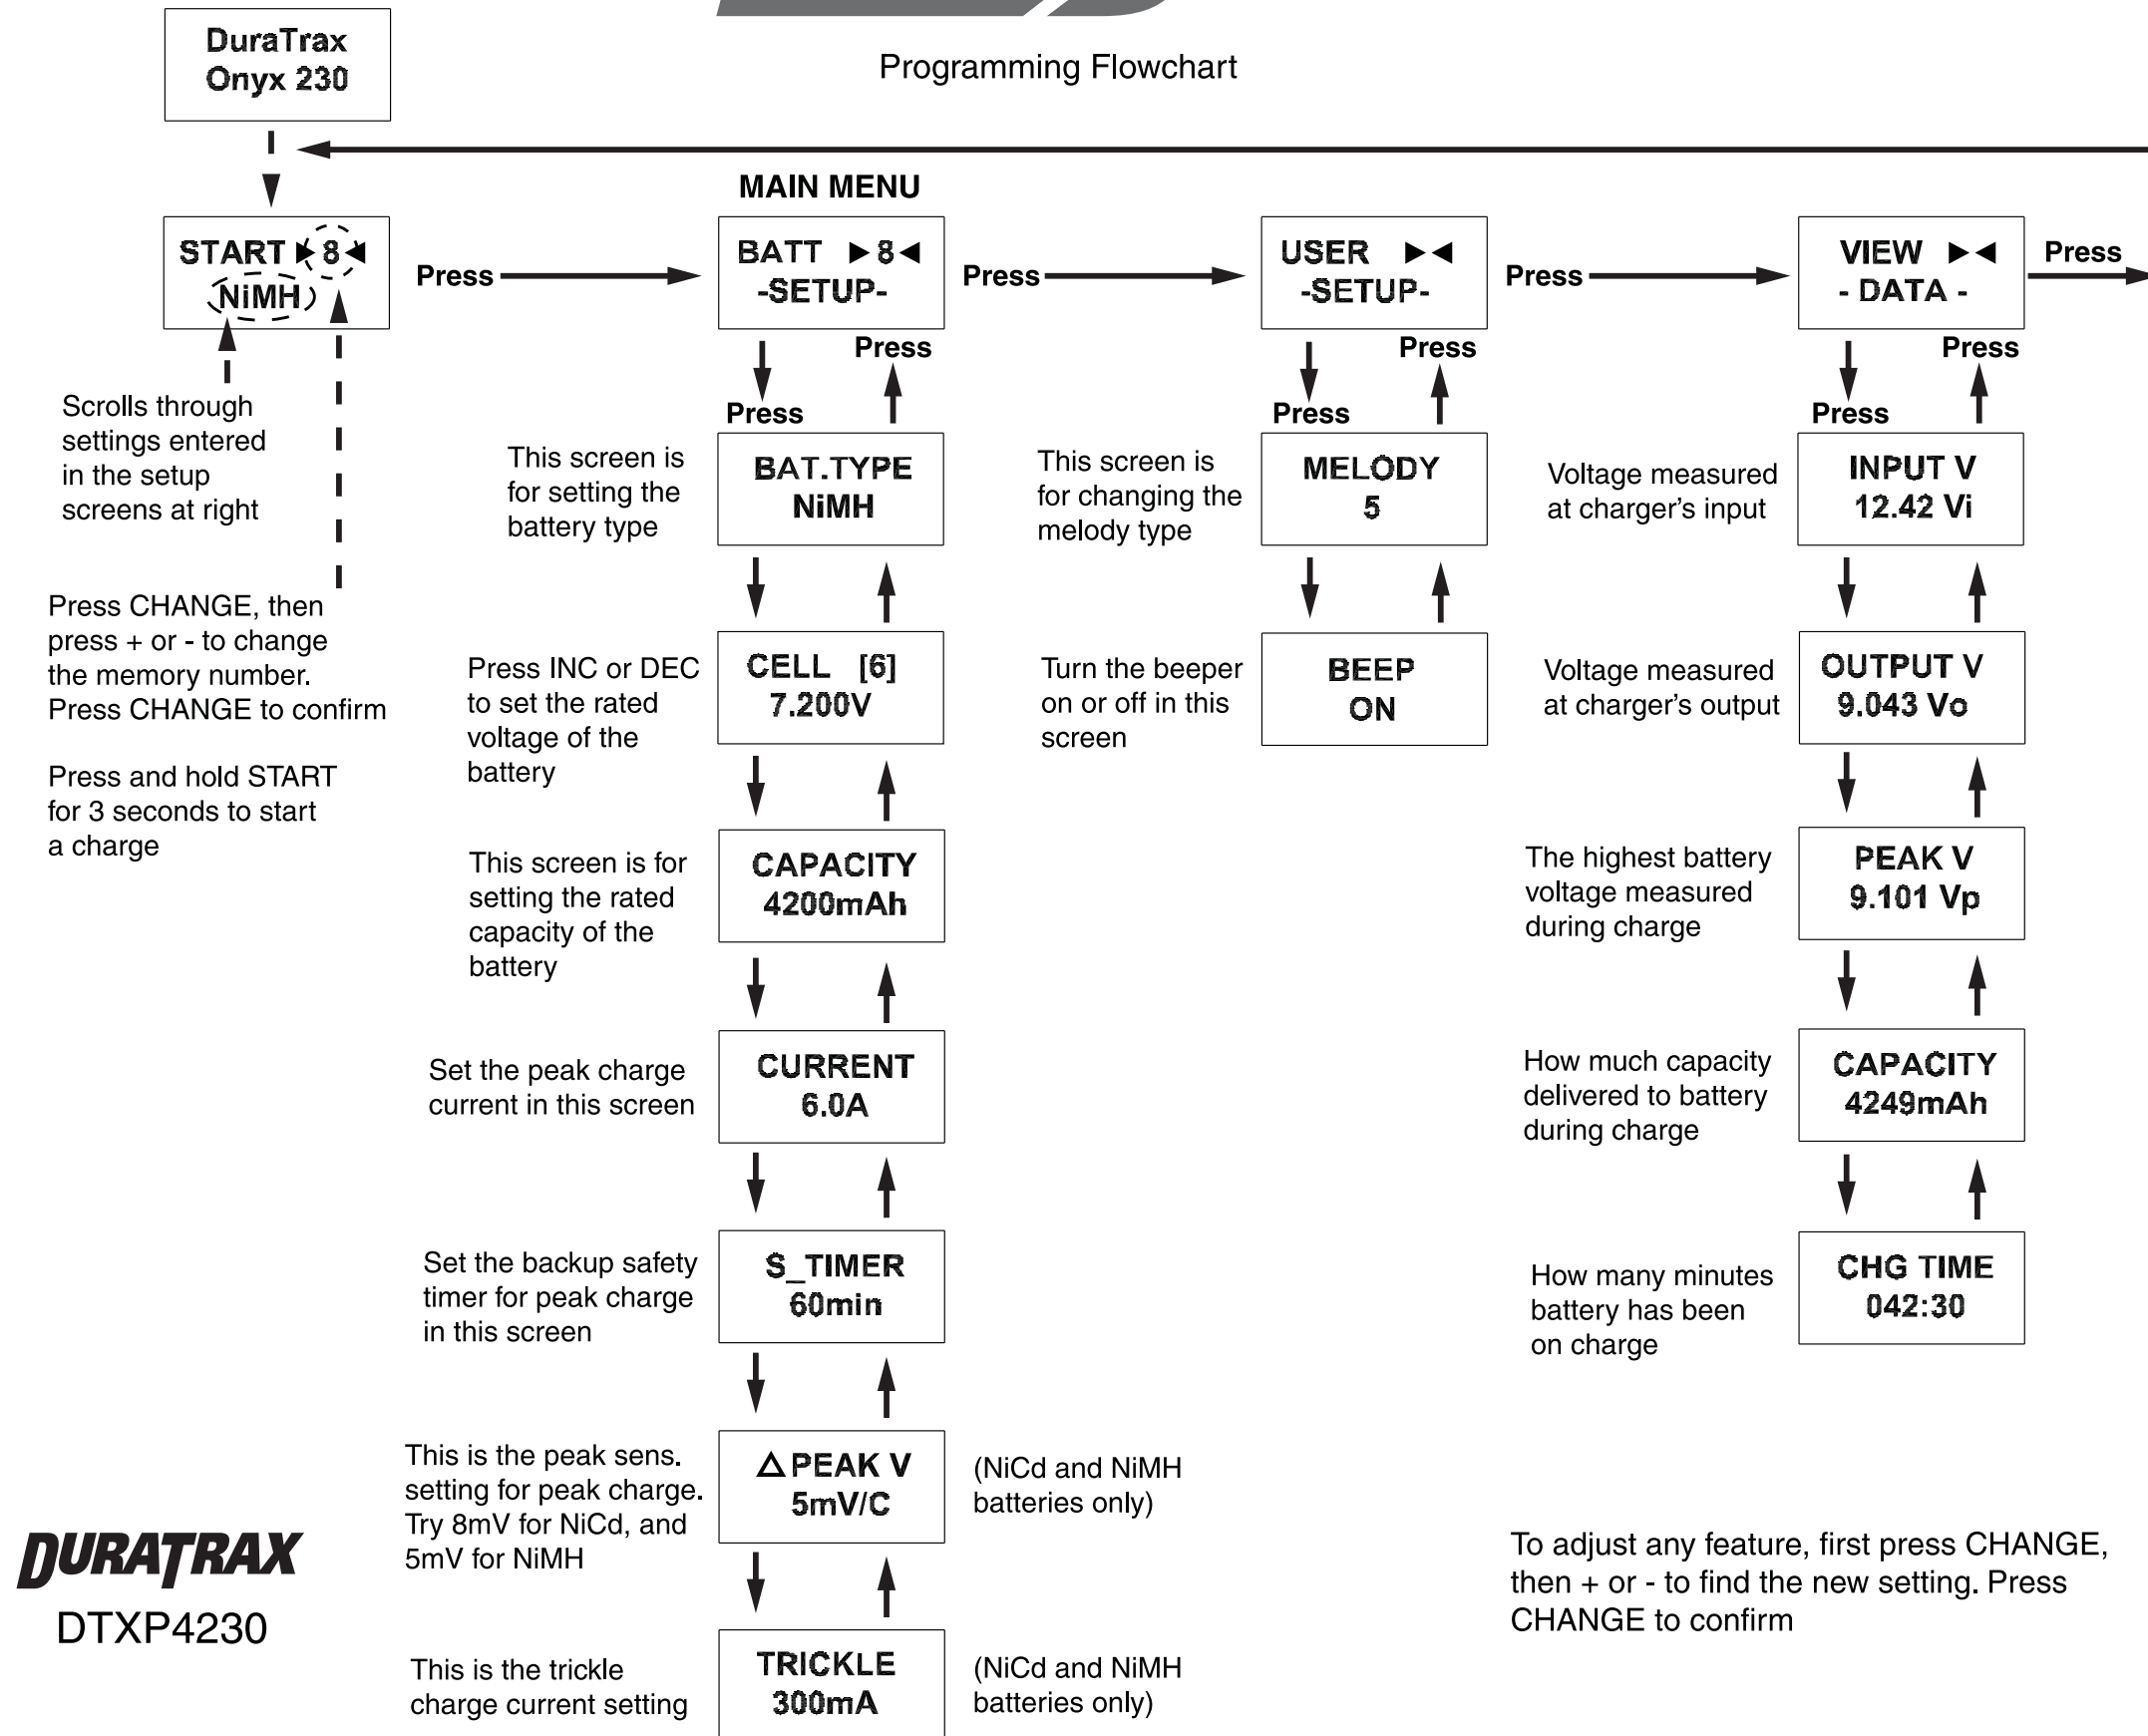 DuraTrax
Onyx 230
Programming Flowchart
MAIN MENU
START ▶8◀
NiMH
Press
BATT ▶8◀
-SETUP-
Press
USER ▶◀
-SETUP-
Press
VIEW ▶◀
- DATA -
Press
Scrolls through
settings entered
in the setup
screens at right
Press CHANGE, then
press + or - to change
the memory number.
Press CHANGE to confirm
Press and hold START
for 3 seconds to start
a charge
Press
Press
This screen is
for setting the
battery type
BAT.TYPE
NiMH
Press INC or DEC
to set the rated
voltage of the
battery
CELL [6]
7.200V
This screen is for
setting the rated
capacity of the
battery
CAPACITY
4200mAh
Set the peak charge
current in this screen
CURRENT
6.0A
Set the backup safety
timer for peak charge
in this screen
S_TIMER
60min
This is the peak sens.
setting for peak charge.
Try 8mV for NiCd, and
5mV for NiMH
△PEAK V
5mV/C
(NiCd and NiMH
batteries only)
This is the trickle
charge current setting
TRICKLE
300mA
(NiCd and NiMH
batteries only)
Press
Press
This screen is
for changing the
melody type
MELODY
5
Turn the beeper
on or off in this
screen
BEEP
ON
Press
Press
Voltage measured
at charger's input
INPUT V
12.42 Vi
Voltage measured
at charger's output
OUTPUT V
9.043 Vo
The highest battery
voltage measured
during charge
PEAK V
9.101 Vp
How much capacity
delivered to battery
during charge
CAPACITY
4249mAh
How many minutes
battery has been
on charge
CHG TIME
042:30
To adjust any feature, first press CHANGE,
then + or - to find the new setting. Press
CHANGE to confirm
DURATRAX
DTXP4230